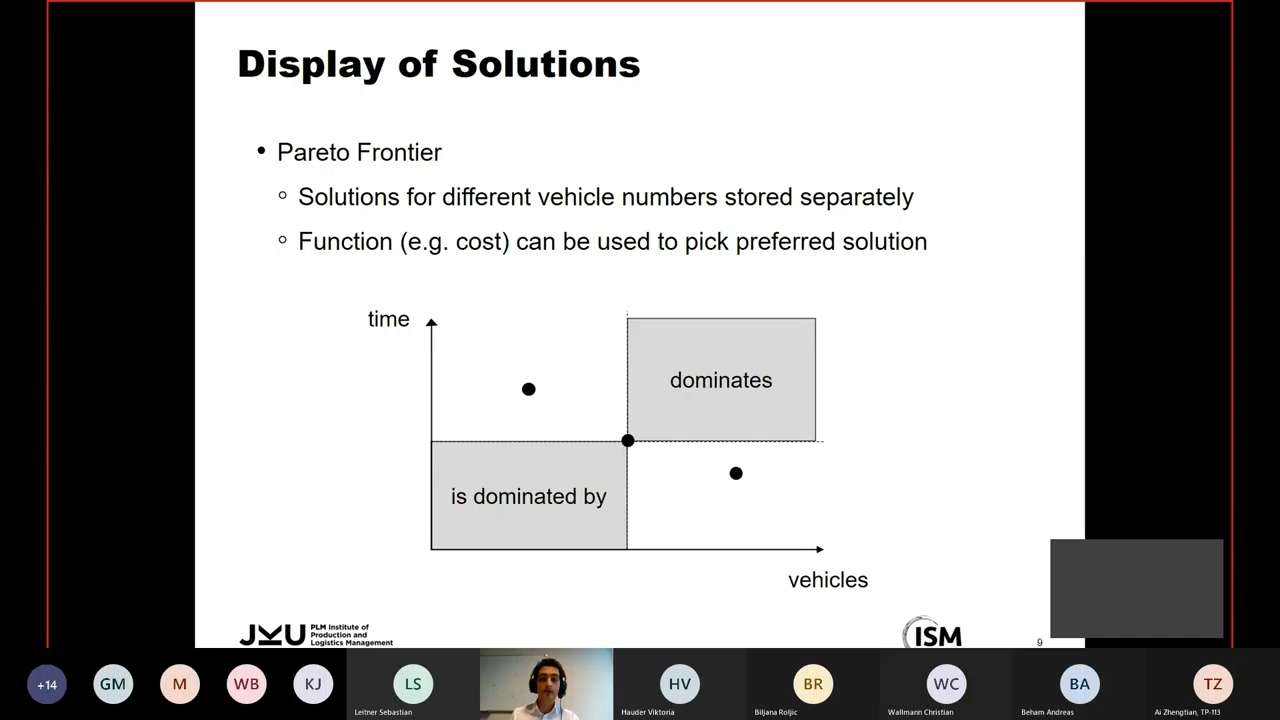 Display of Solutions
• Pareto Frontier
○ Solutions for different vehicle numbers stored separately
○ Function (e.g. cost) can be used to pick preferred solution
time
dominates
is dominated by
vehicles
JKU PLM Institute of
Production and
Logistics Management
ISM
9
+14 GM M WB KJ LS HV BR WC BA TZ
Leitner Sebastian Hauder Viktoria Biljana Roljic Wallmann Christian Beham Andreas Ai Zhengtian, TP-113